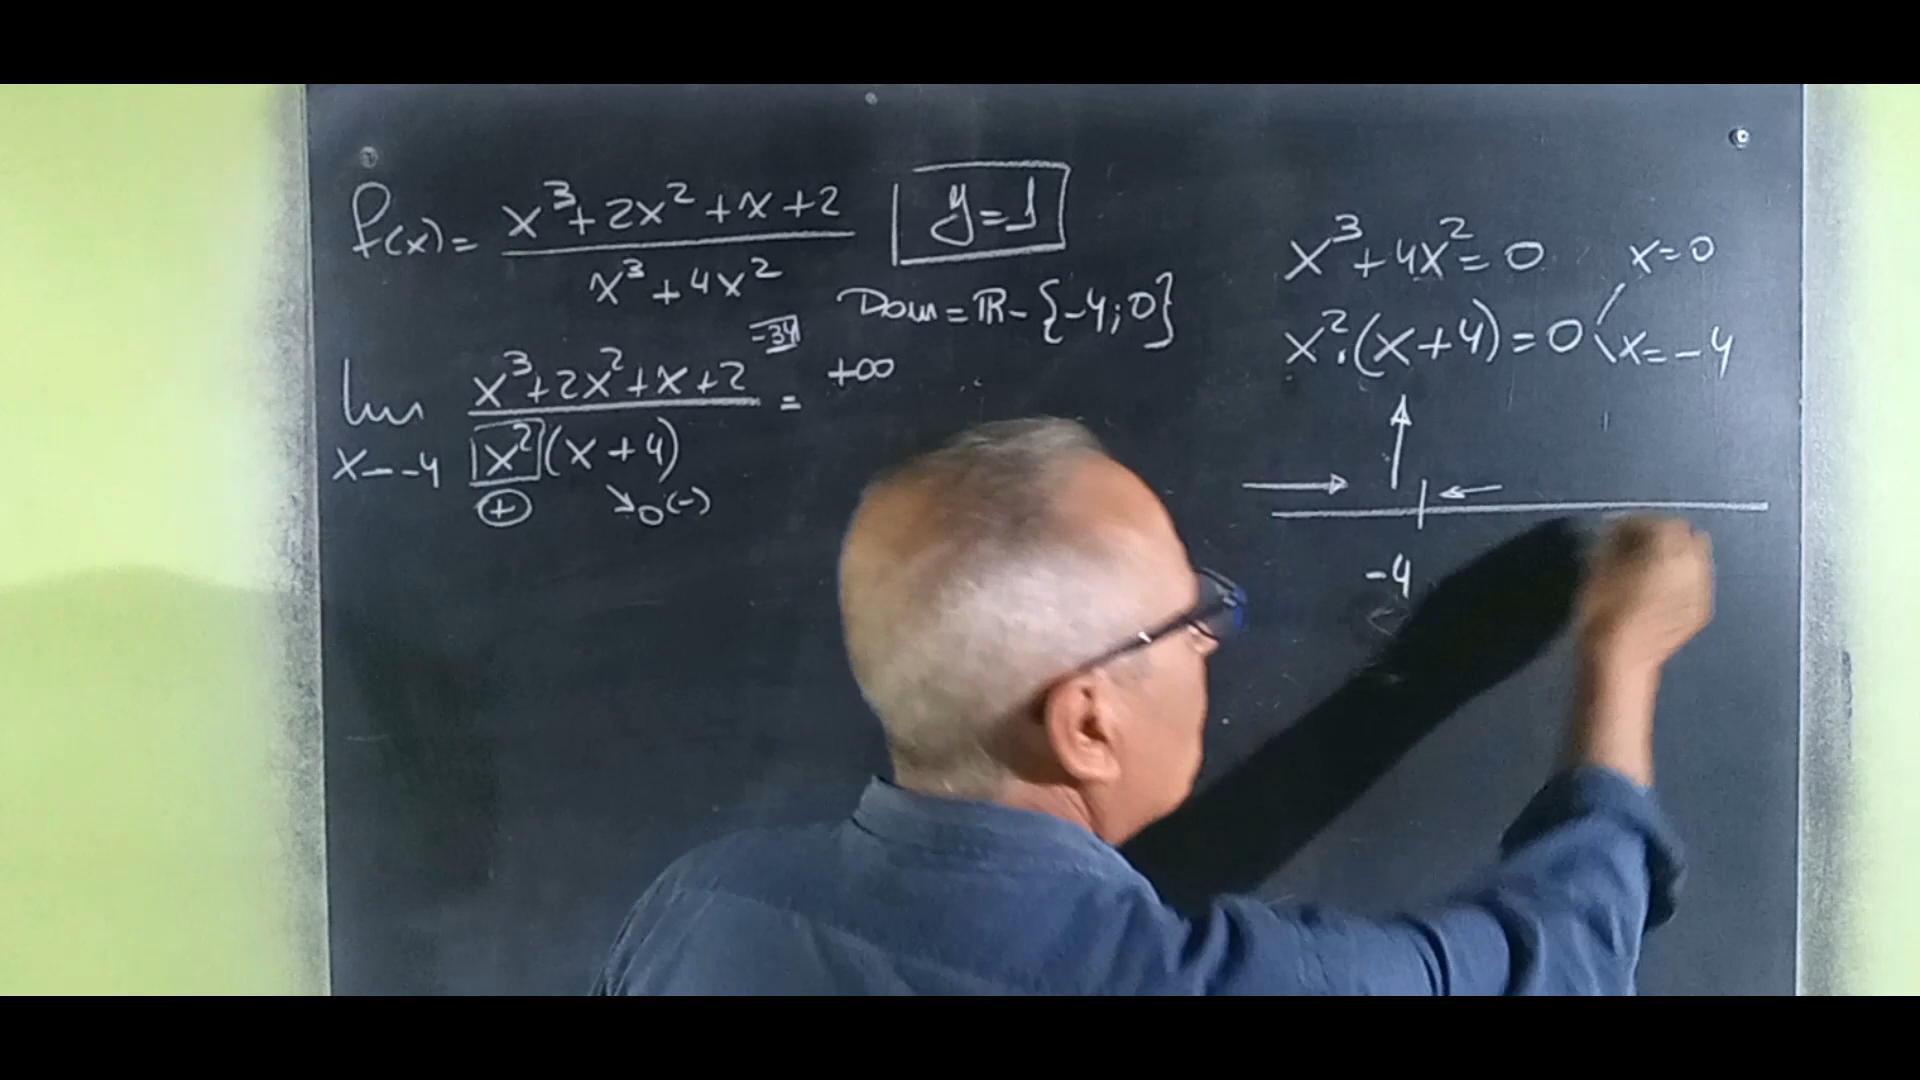 f(x) = x³+2x²+x+2 / x³+4x²
y=1
Dom = ℝ - {-4;0}
lim x→-4 x³+2x²+x+2 / x²(x+4) = +∞
-34
+
↘0(-)
x³+4x²=0
x²·(x+4)=0
x=0
x=-4
-4